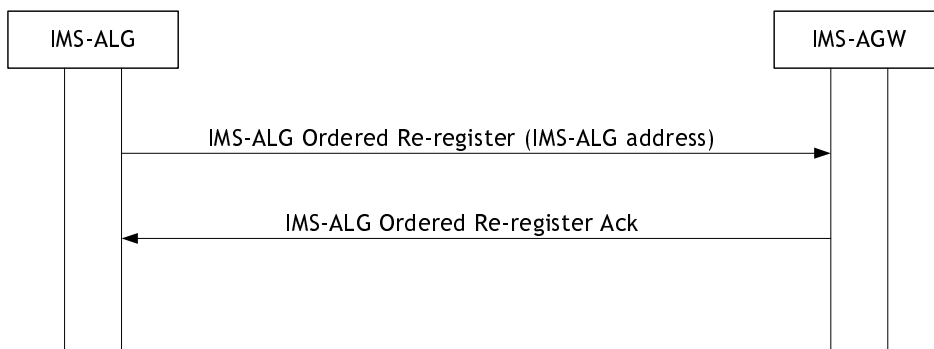 IMS-ALG
IMS-AGW
IMS-ALG Ordered Re-register (IMS-ALG address)
IMS-ALG Ordered Re-register Ack